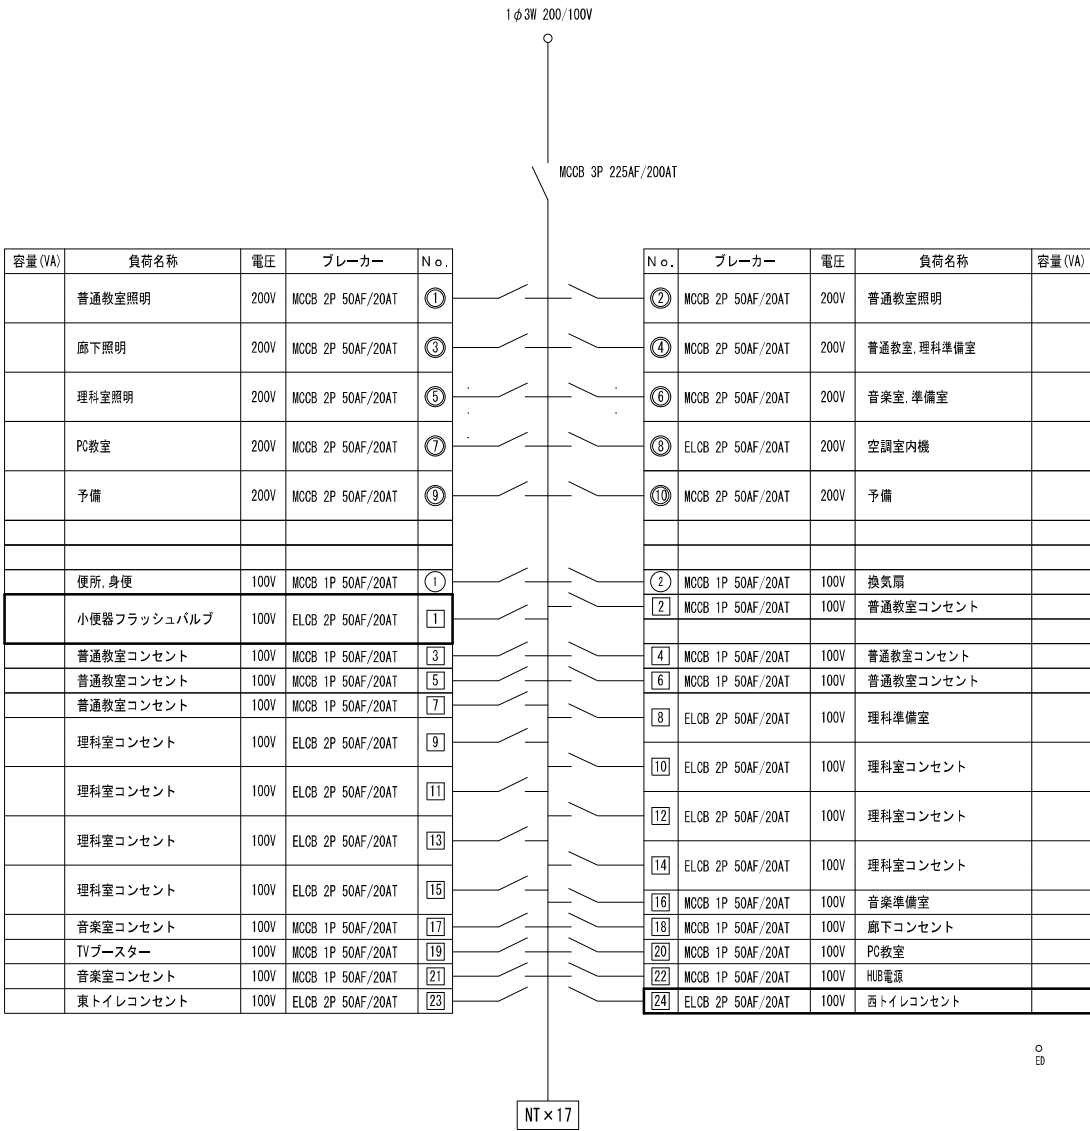 1φ3W 200/100V
MCCB 3P 225AF/200AT
容量(VA) 負荷名称 電圧 ブレーカー No.
普通教室照明 200V MCCB 2P 50AF/20AT 1
廊下照明 200V MCCB 2P 50AF/20AT 3
理科室照明 200V MCCB 2P 50AF/20AT 5
PC教室 200V MCCB 2P 50AF/20AT 7
予備 200V MCCB 2P 50AF/20AT 9
便所,身便 100V MCCB 1P 50AF/20AT 1
小便器フラッシュバルブ 100V ELCB 2P 50AF/20AT 1
普通教室コンセント 100V MCCB 1P 50AF/20AT 3
普通教室コンセント 100V MCCB 1P 50AF/20AT 5
普通教室コンセント 100V MCCB 1P 50AF/20AT 7
理科室コンセント 100V ELCB 2P 50AF/20AT 9
理科室コンセント 100V ELCB 2P 50AF/20AT 11
理科室コンセント 100V ELCB 2P 50AF/20AT 13
理科室コンセント 100V ELCB 2P 50AF/20AT 15
音楽室コンセント 100V MCCB 1P 50AF/20AT 17
TVブースター 100V MCCB 1P 50AF/20AT 19
音楽室コンセント 100V MCCB 1P 50AF/20AT 21
東トイレコンセント 100V ELCB 2P 50AF/20AT 23
No. ブレーカー 電圧 負荷名称 容量(VA)
2 MCCB 2P 50AF/20AT 200V 普通教室照明
4 MCCB 2P 50AF/20AT 200V 普通教室,理科準備室
6 MCCB 2P 50AF/20AT 200V 音楽室,準備室
8 ELCB 2P 50AF/20AT 200V 空調室内機
10 MCCB 2P 50AF/20AT 200V 予備
2 MCCB 1P 50AF/20AT 100V 換気扇
2 MCCB 1P 50AF/20AT 100V 普通教室コンセント
4 MCCB 1P 50AF/20AT 100V 普通教室コンセント
6 MCCB 1P 50AF/20AT 100V 普通教室コンセント
8 ELCB 2P 50AF/20AT 100V 理科準備室
10 ELCB 2P 50AF/20AT 100V 理科室コンセント
12 ELCB 2P 50AF/20AT 100V 理科室コンセント
14 ELCB 2P 50AF/20AT 100V 理科室コンセント
16 MCCB 1P 50AF/20AT 100V 音楽準備室
18 MCCB 1P 50AF/20AT 100V 廊下コンセント
20 MCCB 1P 50AF/20AT 100V PC教室
22 MCCB 1P 50AF/20AT 100V HUB電源
24 ELCB 2P 50AF/20AT 100V 西トイレコンセント
ED
NT×17